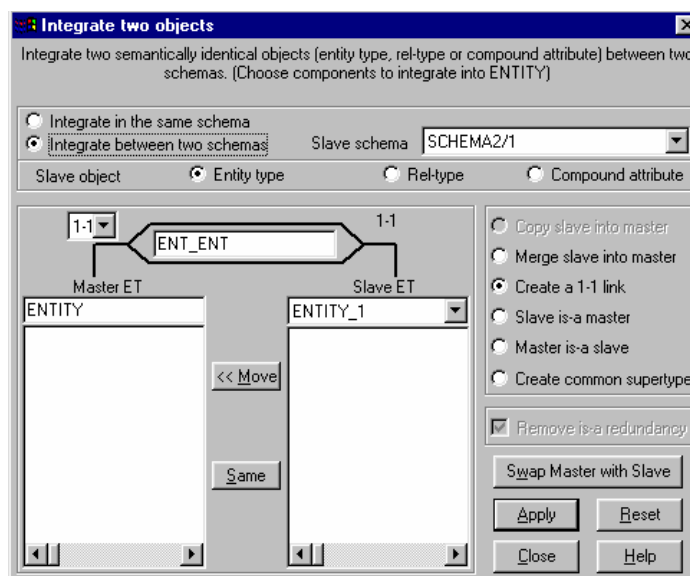 Integrate two objects
Integrate two semantically identical objects (entity type, rel-type or compound attribute) between two
schemas. (Choose components to integrate into ENTITY)
Integrate in the same schema
Integrate between two schemas
Slave schema
SCHEMA2/1
Slave object
Entity type
Rel-type
Compound attribute
1-1
ENT_ENT
1-1
Master ET
Slave ET
ENTITY
ENTITY_1
<< Move
Same
Copy slave into master
Merge slave into master
Create a 1-1 link
Slave is-a master
Master is-a slave
Create common supertype
Remove is-a redundancy
Swap Master with Slave
Apply
Reset
Close
Help